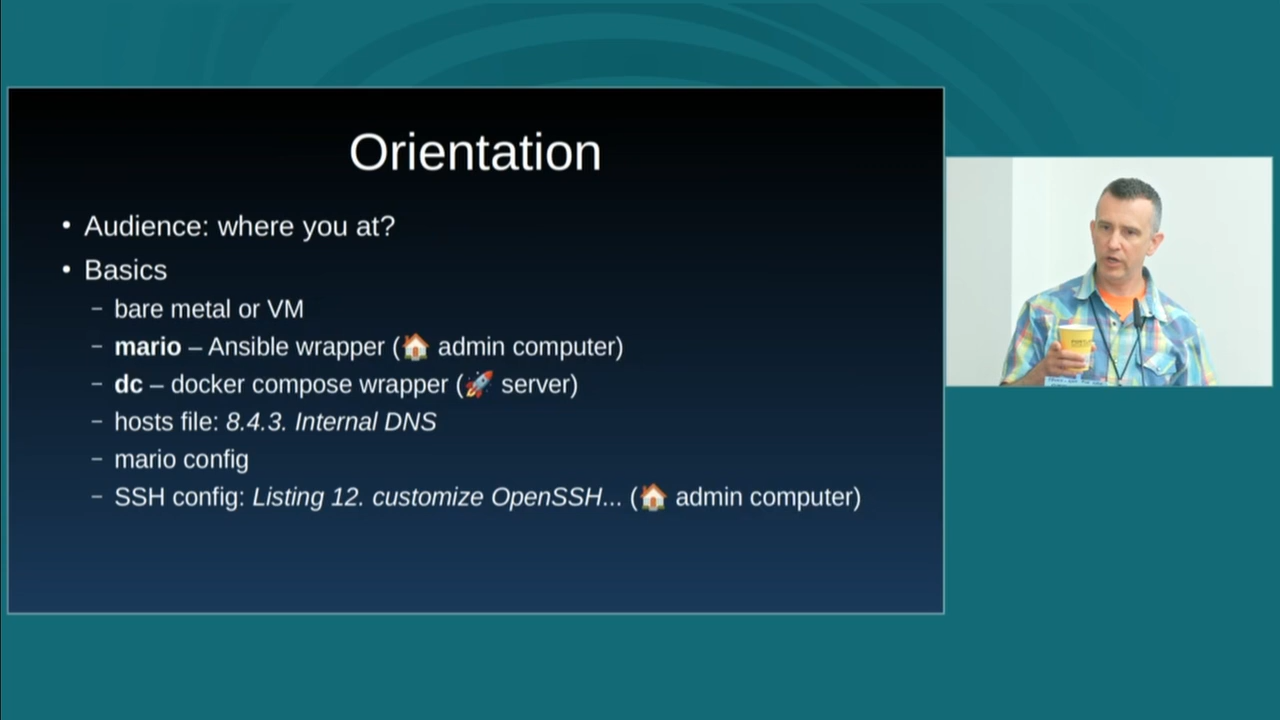 Orientation
• Audience: where you at?
• Basics
– bare metal or VM
– mario – Ansible wrapper (🏠 admin computer)
– dc – docker compose wrapper (🚀 server)
– hosts file: 8.4.3. Internal DNS
– mario config
– SSH config: Listing 12. customize OpenSSH... (🏠 admin computer)